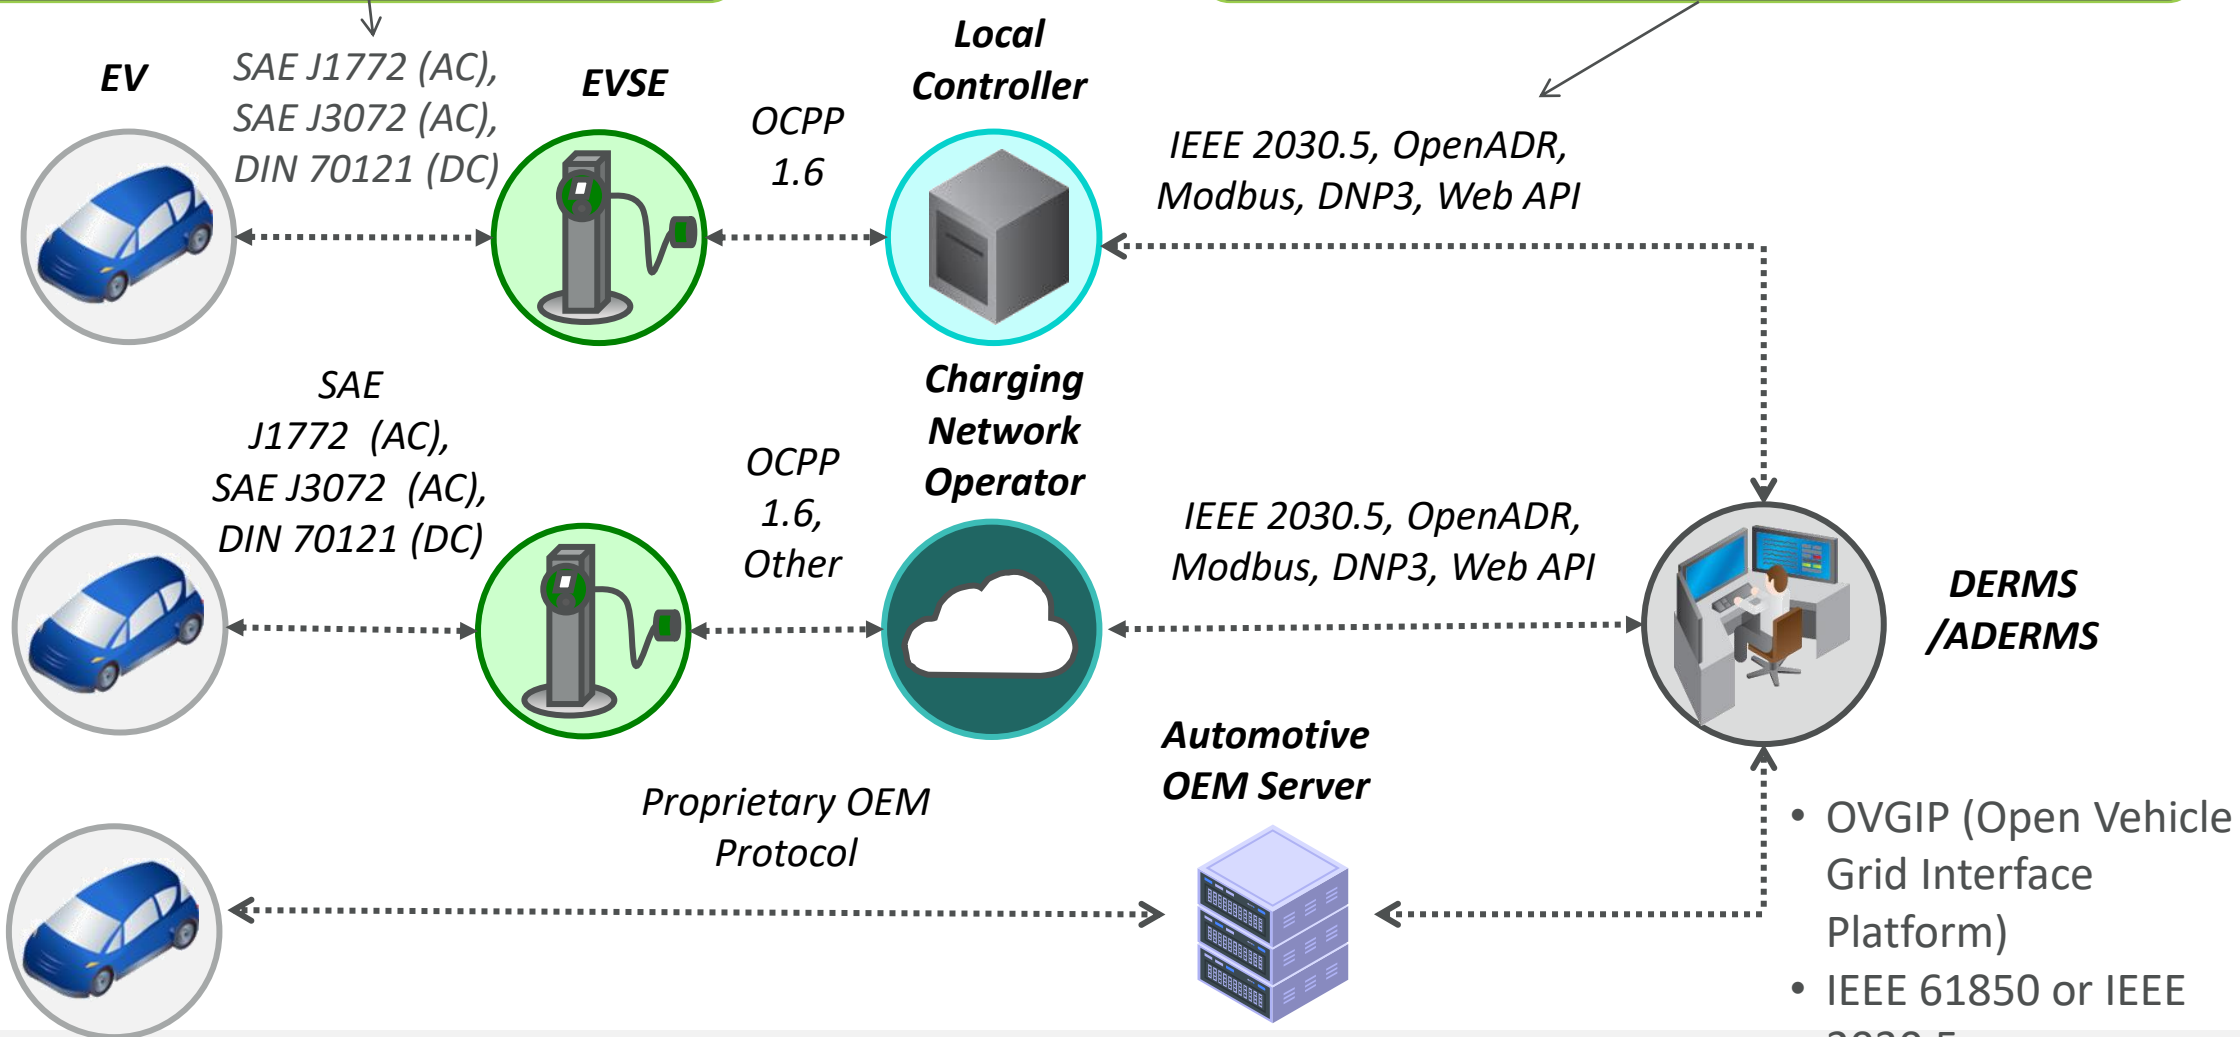 EV
SAE J1772 (AC),
SAE J3072 (AC),
DIN 70121 (DC)
EVSE
OCPP
1.6
Local
Controller
IEEE 2030.5, OpenADR,
Modbus, DNP3, Web API
SAE
J1772 (AC),
SAE J3072 (AC),
DIN 70121 (DC)
OCPP
1.6,
Other
Charging
Network
Operator
IEEE 2030.5, OpenADR,
Modbus, DNP3, Web API
DERMS
/ADERMS
Proprietary OEM
Protocol
Automotive
OEM Server
• OVGIP (Open Vehicle
Grid Interface
Platform)
• IEEE 61850 or IEEE